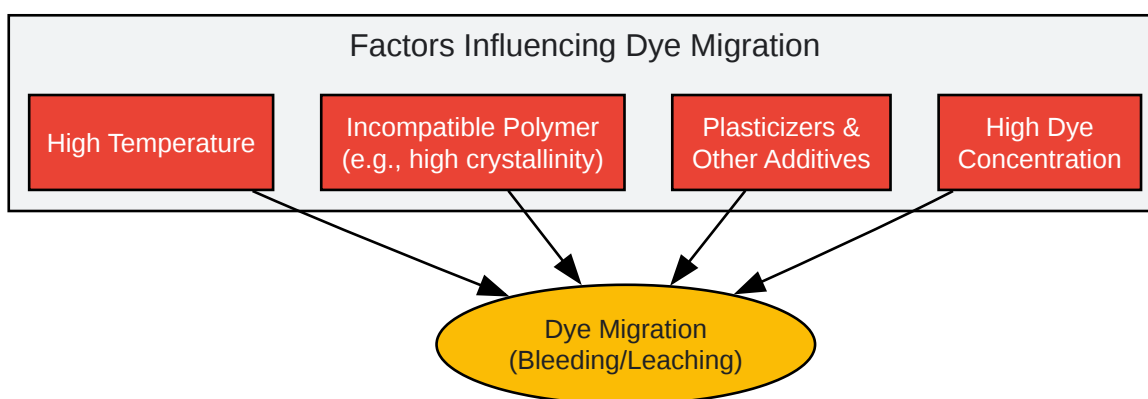 Factors Influencing Dye Migration
High Temperature
Incompatible Polymer
(e.g., high crystallinity)
Plasticizers &
Other Additives
High Dye
Concentration
Dye Migration
(Bleeding/Leaching)